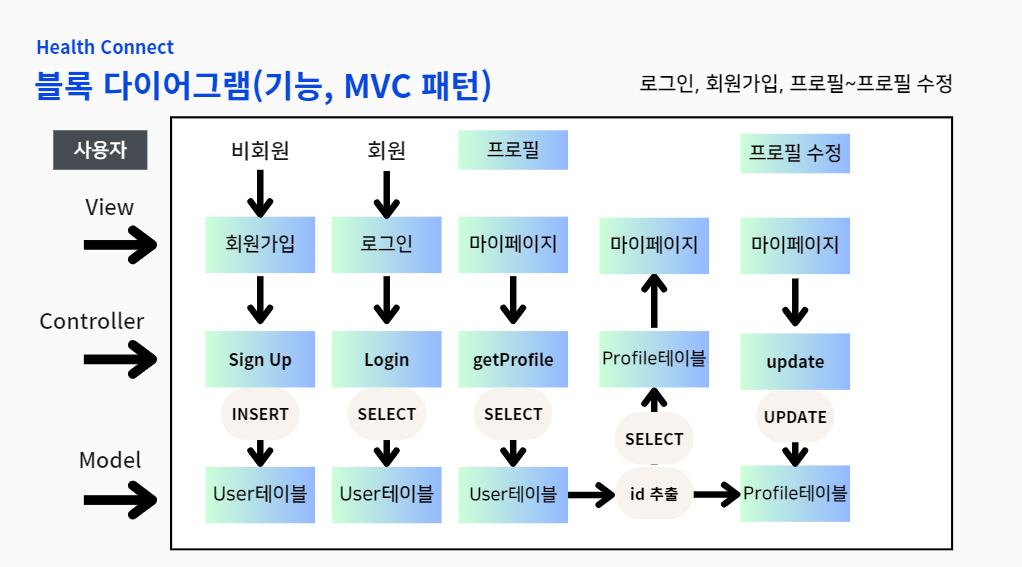 Health Connect
블록 다이어그램(기능, MVC 패턴)
로그인, 회원가입, 프로필~프로필 수정
사용자
비회원
회원
프로필
프로필 수정
View
회원가입
로그인
마이페이지
마이페이지
마이페이지
Controller
Sign Up
Login
getProfile
Profile테이블
update
INSERT
SELECT
SELECT
SELECT
UPDATE
Model
User테이블
User테이블
User테이블
id 추출
Profile테이블